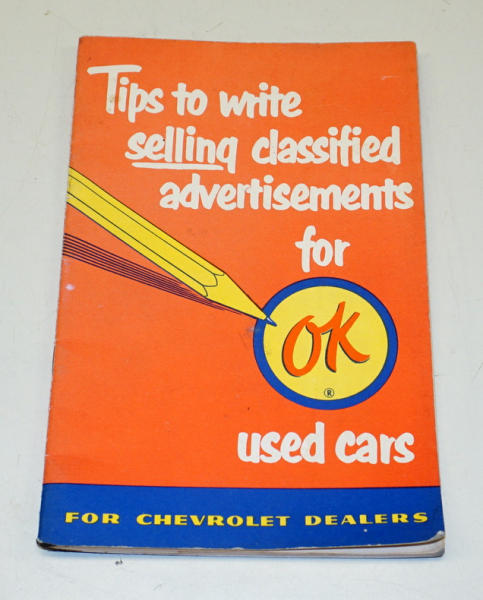 Tips to write
selling classified
advertisements
for
OK
®
used cars
FOR CHEVROLET DEALERS